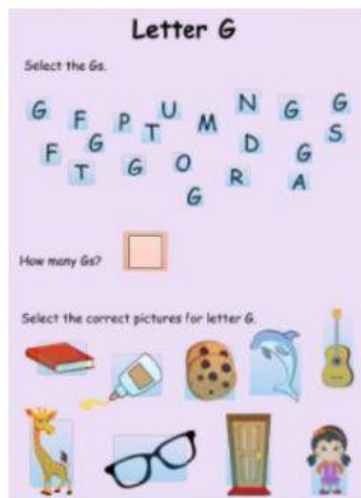 Letter G
Select the Gs.
G F P T U M N G G
F G T G O D G S
T G R A
How many Gs?
Select the correct pictures for letter G.